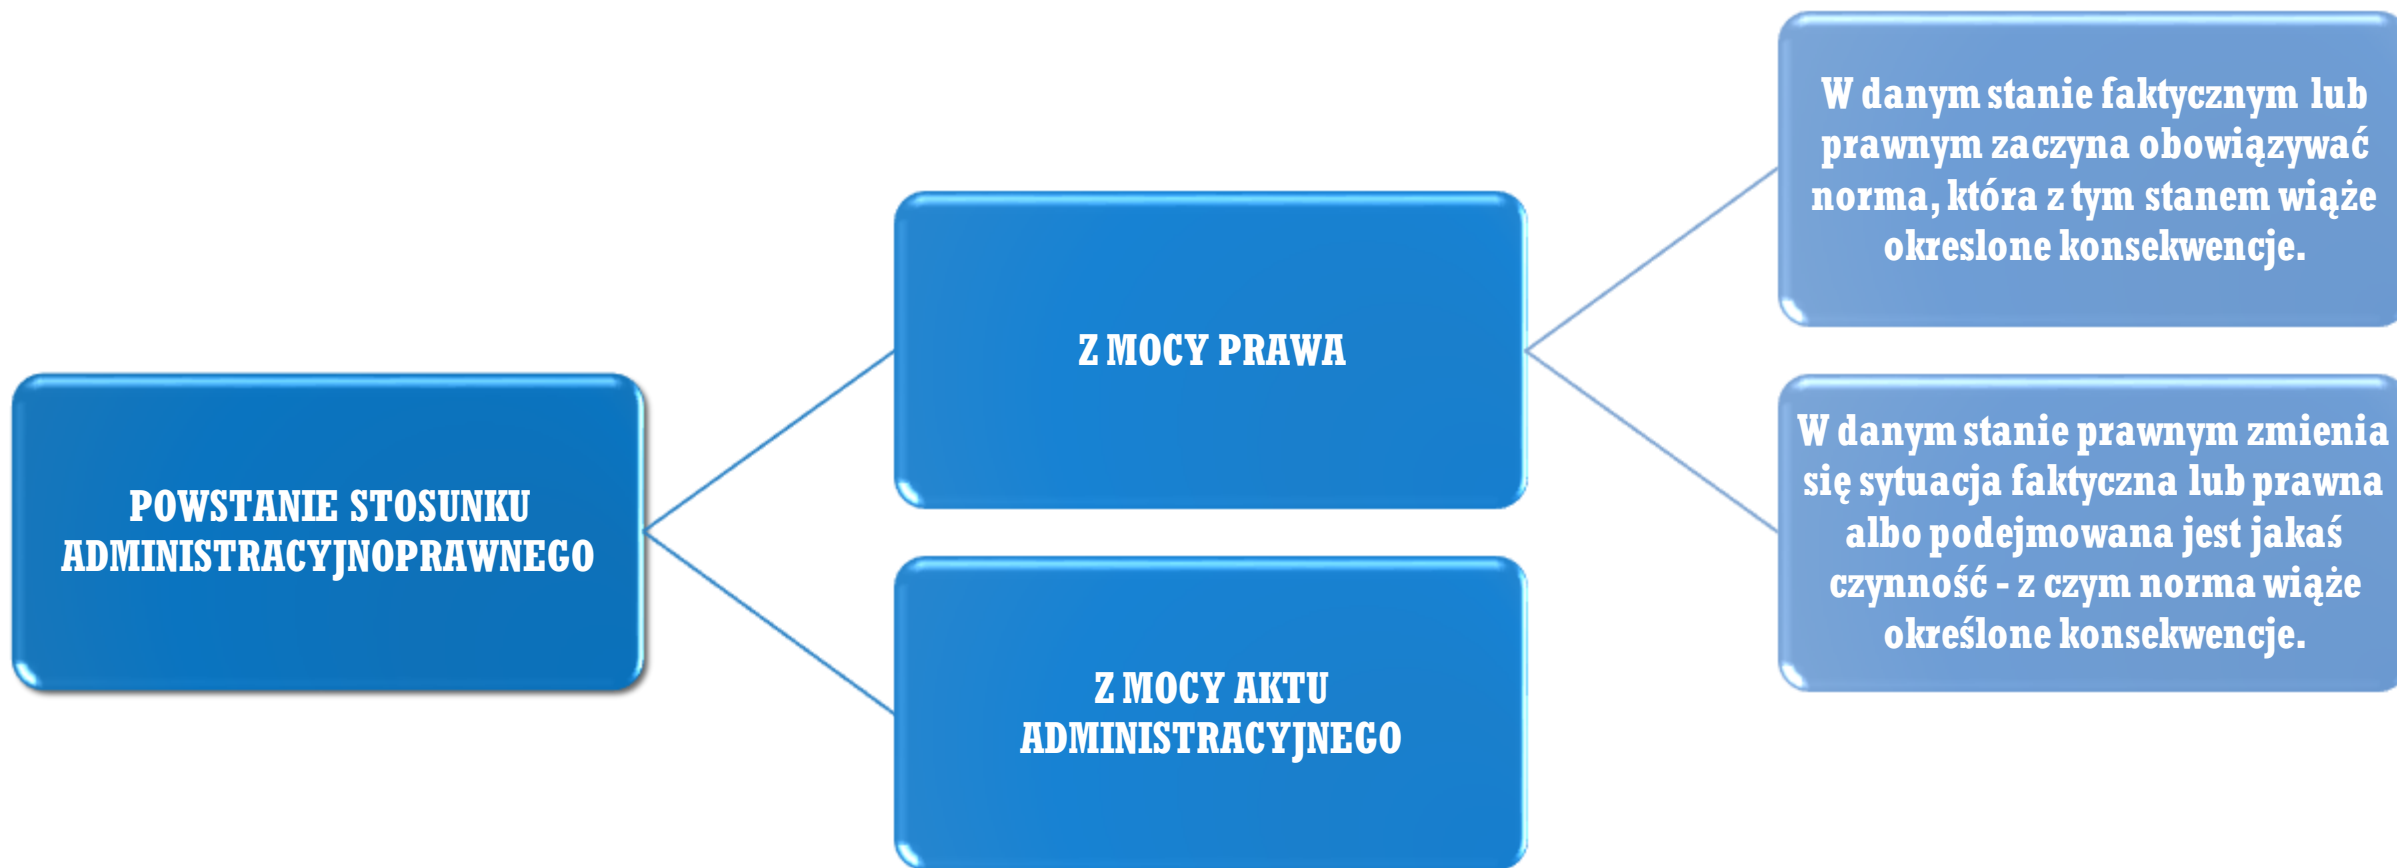 POWSTANIE STOSUNKU
ADMINISTRACYJNOPRAWNEGO
Z MOCY PRAWA
W danym stanie faktycznym lub
prawnym zaczyna obowiązywać
norma, która z tym stanem wiąże
okreslone konsekwencje.
W danym stanie prawnym zmienia
się sytuacja faktyczna lub prawna
albo podejmowana jest jakaś
czynność - z czym norma wiąże
określone konsekwencje.
Z MOCY AKTU
ADMINISTRACYJNEGO